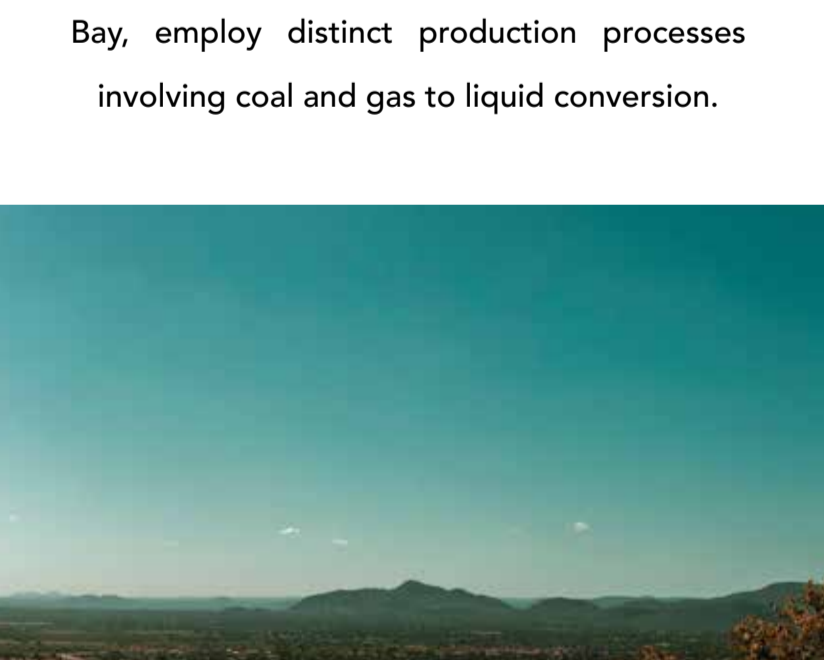 Bay, employ distinct production processes
involving coal and gas to liquid conversion.